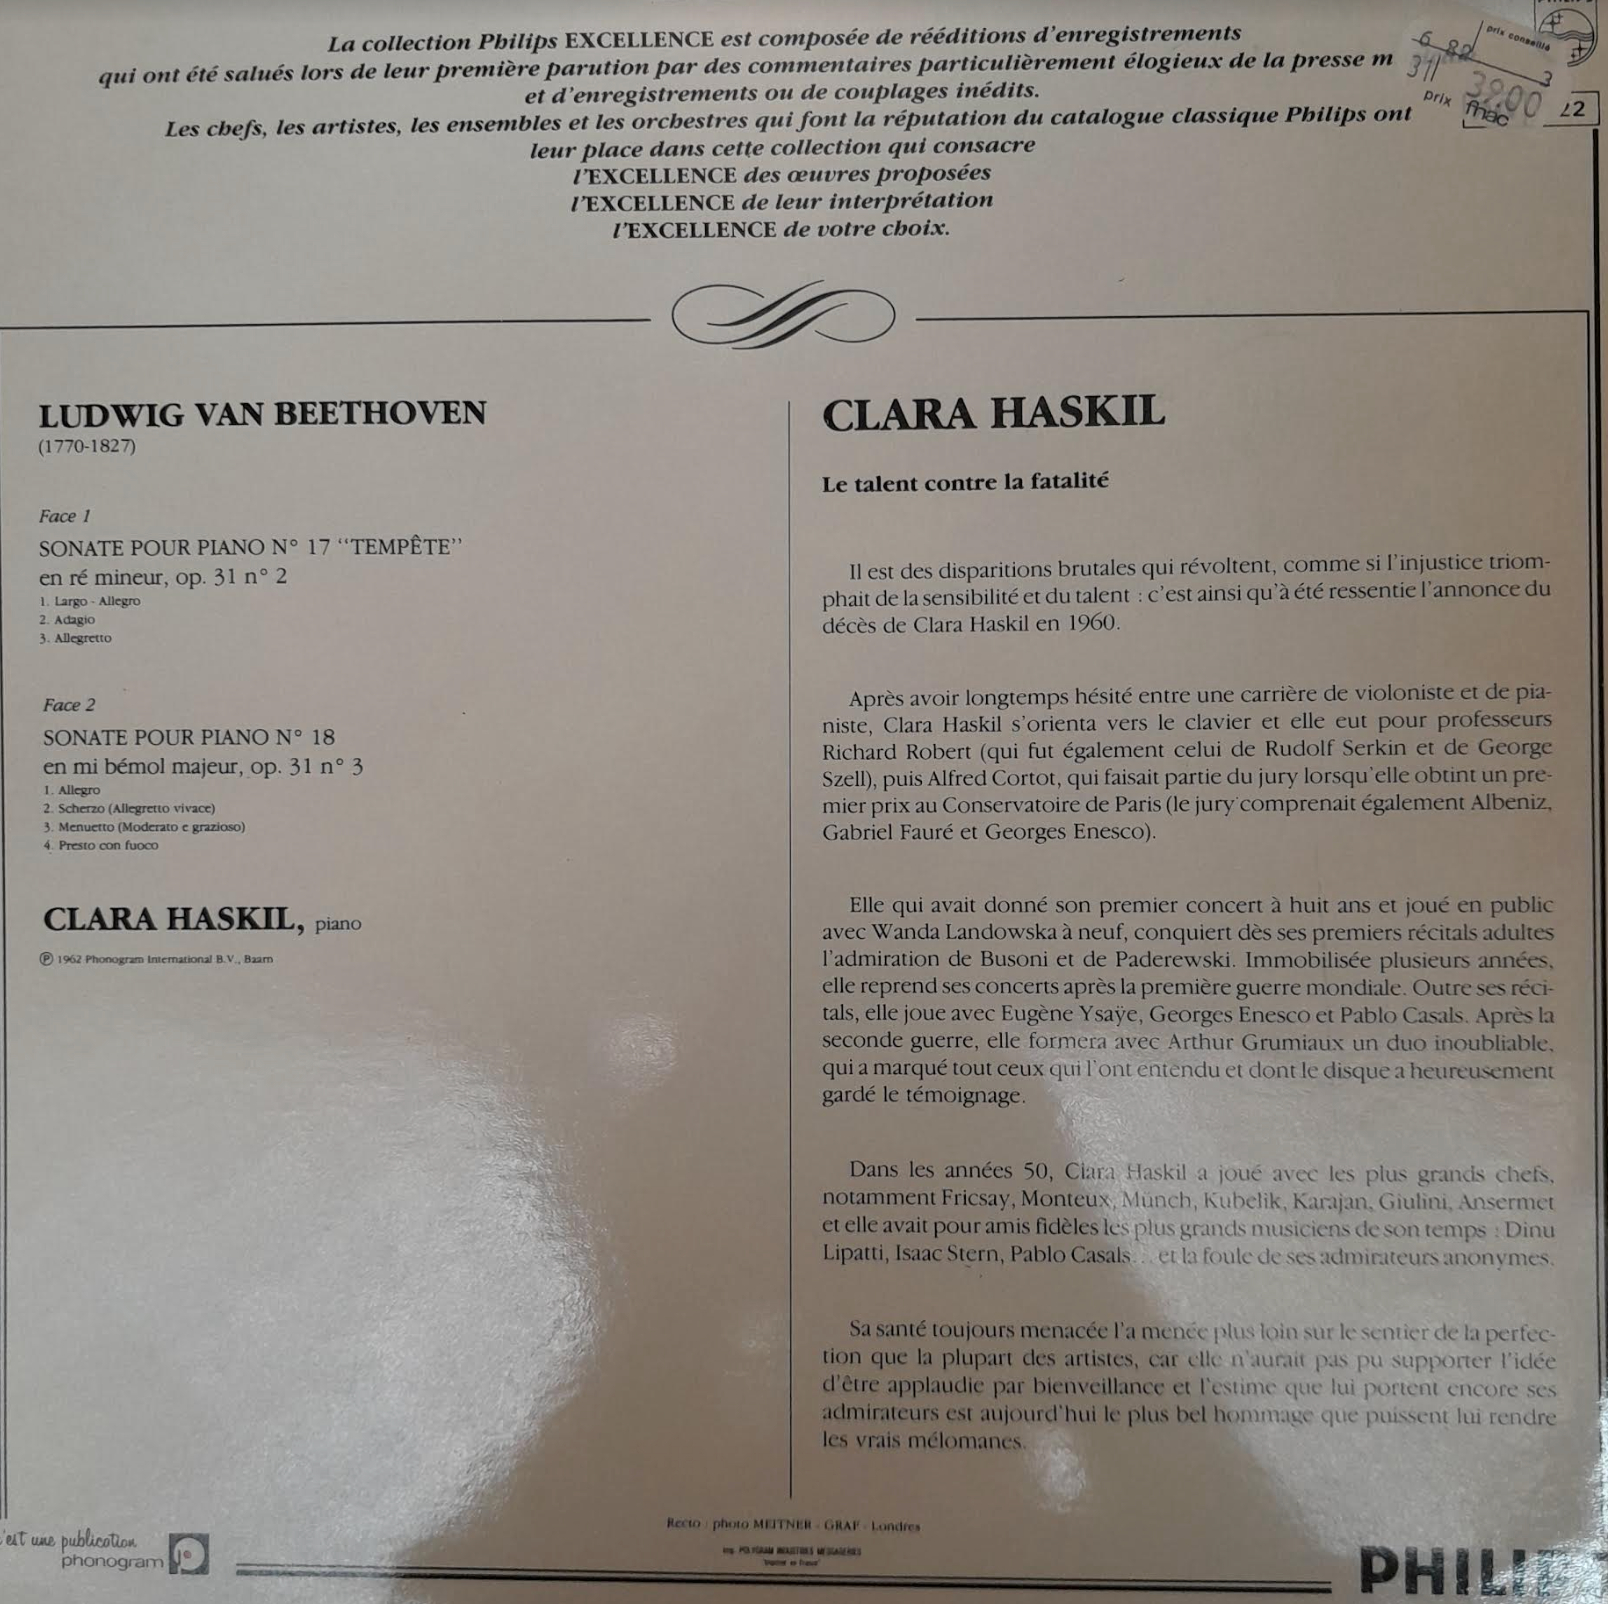 La collection Philips EXCELLENCE est composée de rééditions d'enregistrements
qui ont été salués lors de leur première parution par des commentaires particulièrement élogieux de la presse m
et d'enregistrements ou de couplages inédits.
Les chefs, les artistes, les ensembles et les orchestres qui font la réputation du catalogue classique Philips ont
leur place dans cette collection qui consacre
l'EXCELLENCE des œuvres proposées
l'EXCELLENCE de leur interprétation
l'EXCELLENCE de votre choix.
prix conseillé
prix fnac
LUDWIG VAN BEETHOVEN
(1770-1827)
Face 1
SONATE POUR PIANO N° 17 “TEMPÊTE”
en ré mineur, op. 31 n° 2
1. Largo - Allegro
2. Adagio
3. Allegretto
Face 2
SONATE POUR PIANO N° 18
en mi bémol majeur, op. 31 n° 3
1. Allegro
2. Scherzo (Allegretto vivace)
3. Menuetto (Moderato e grazioso)
4. Presto con fuoco
CLARA HASKIL, piano
℗ 1962 Phonogram International B.V., Baarn
CLARA HASKIL
Le talent contre la fatalité
Il est des disparitions brutales qui révoltent, comme si l'injustice triom-
phait de la sensibilité et du talent : c'est ainsi qu'à été ressentie l'annonce du
décès de Clara Haskil en 1960.
Après avoir longtemps hésité entre une carrière de violoniste et de pia-
niste, Clara Haskil s'orienta vers le clavier et elle eut pour professeurs
Richard Robert (qui fut également celui de Rudolf Serkin et de George
Szell), puis Alfred Cortot, qui faisait partie du jury lorsqu'elle obtint un pre-
mier prix au Conservatoire de Paris (le jury comprenait également Albeniz,
Gabriel Fauré et Georges Enesco).
Elle qui avait donné son premier concert à huit ans et joué en public
avec Wanda Landowska à neuf, conquiert dès ses premiers récitals adultes
l'admiration de Busoni et de Paderewski. Immobilisée plusieurs années,
elle reprend ses concerts après la première guerre mondiale. Outre ses réci-
tals, elle joue avec Eugène Ysaÿe, Georges Enesco et Pablo Casals. Après la
seconde guerre, elle formera avec Arthur Grumiaux un duo inoubliable,
qui a marqué tout ceux qui l'ont entendu et dont le disque a heureusement
gardé le témoignage.
Dans les années 50, Clara Haskil a joué avec les plus grands chefs,
notamment Fricsay, Monteux, Münch, Kubelik, Karajan, Giulini, Ansermet
et elle avait pour amis fidèles les plus grands musiciens de son temps : Dinu
Lipatti, Isaac Stern, Pablo Casals... et la foule de ses admirateurs anonymes.
Sa santé toujours menacée l'a menée plus loin sur le sentier de la perfec-
tion que la plupart des artistes, car elle n'aurait pas pu supporter l'idée
d'être applaudie par bienveillance et l'estime que lui portent encore ses
admirateurs est aujourd'hui le plus bel hommage que puissent lui rendre
les vrais mélomanes.
c'est une publication
phonogram
Recto : photo MEITNER - GRAF - Londres
Imp. POLYGRAM INDUSTRIES MESSAGERIES
PHILI